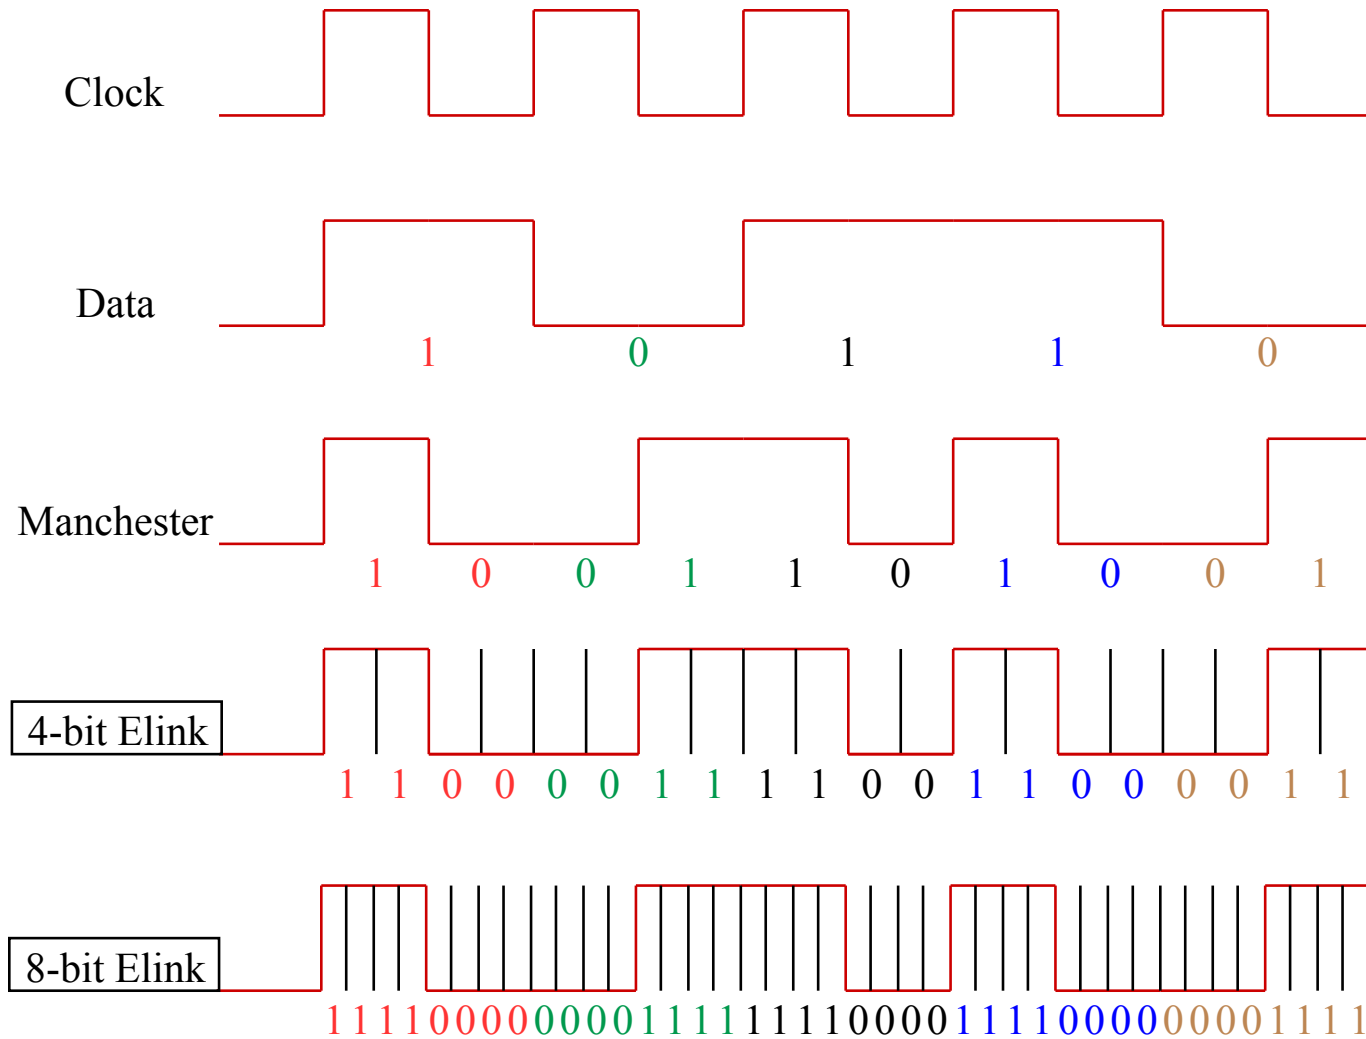 Clock
Data
1 0 1 1 0
Manchester
1 0 0 1 1 0 1 0 0 1
4-bit Elink
1 1 0 0 0 0 1 1 1 1 0 0 1 1 0 0 0 0 1 1
8-bit Elink
1111000000001111111100001111000000001111